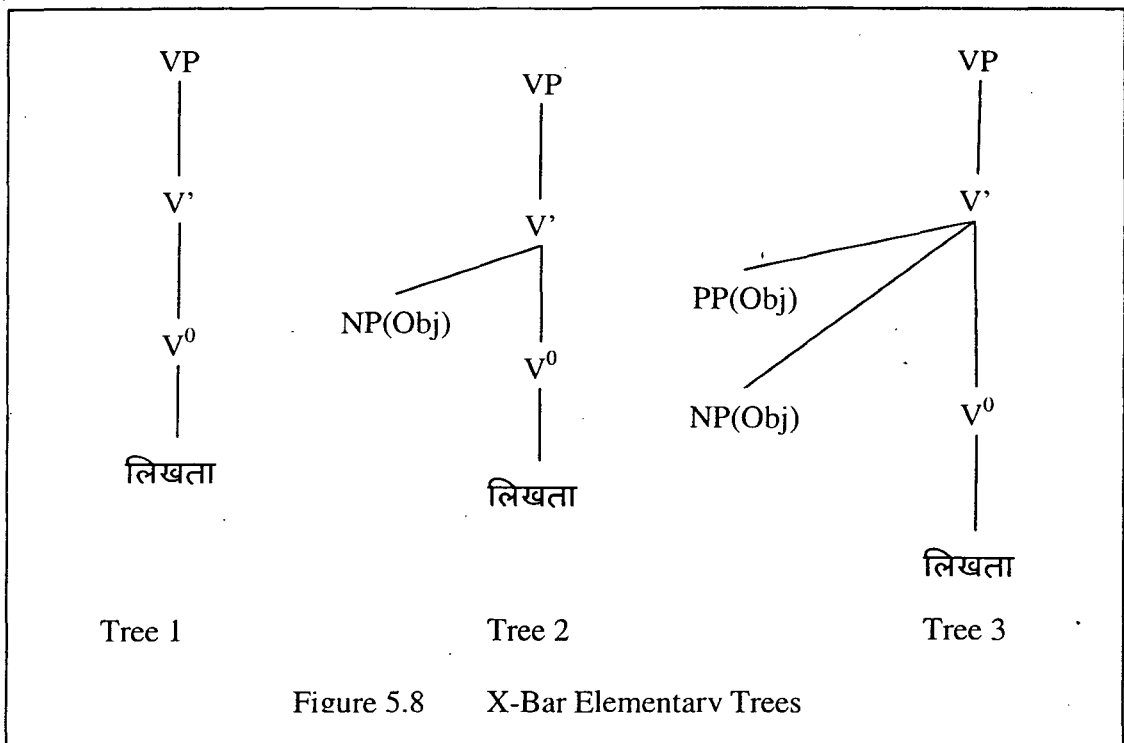 VP
V’
V⁰
लिखता
Tree 1
VP
V’
NP(Obj)
V⁰
लिखता
Tree 2
VP
V’
PP(Obj)
NP(Obj)
V⁰
लिखता
Tree 3
Figure 5.8 X-Bar Elementary Trees